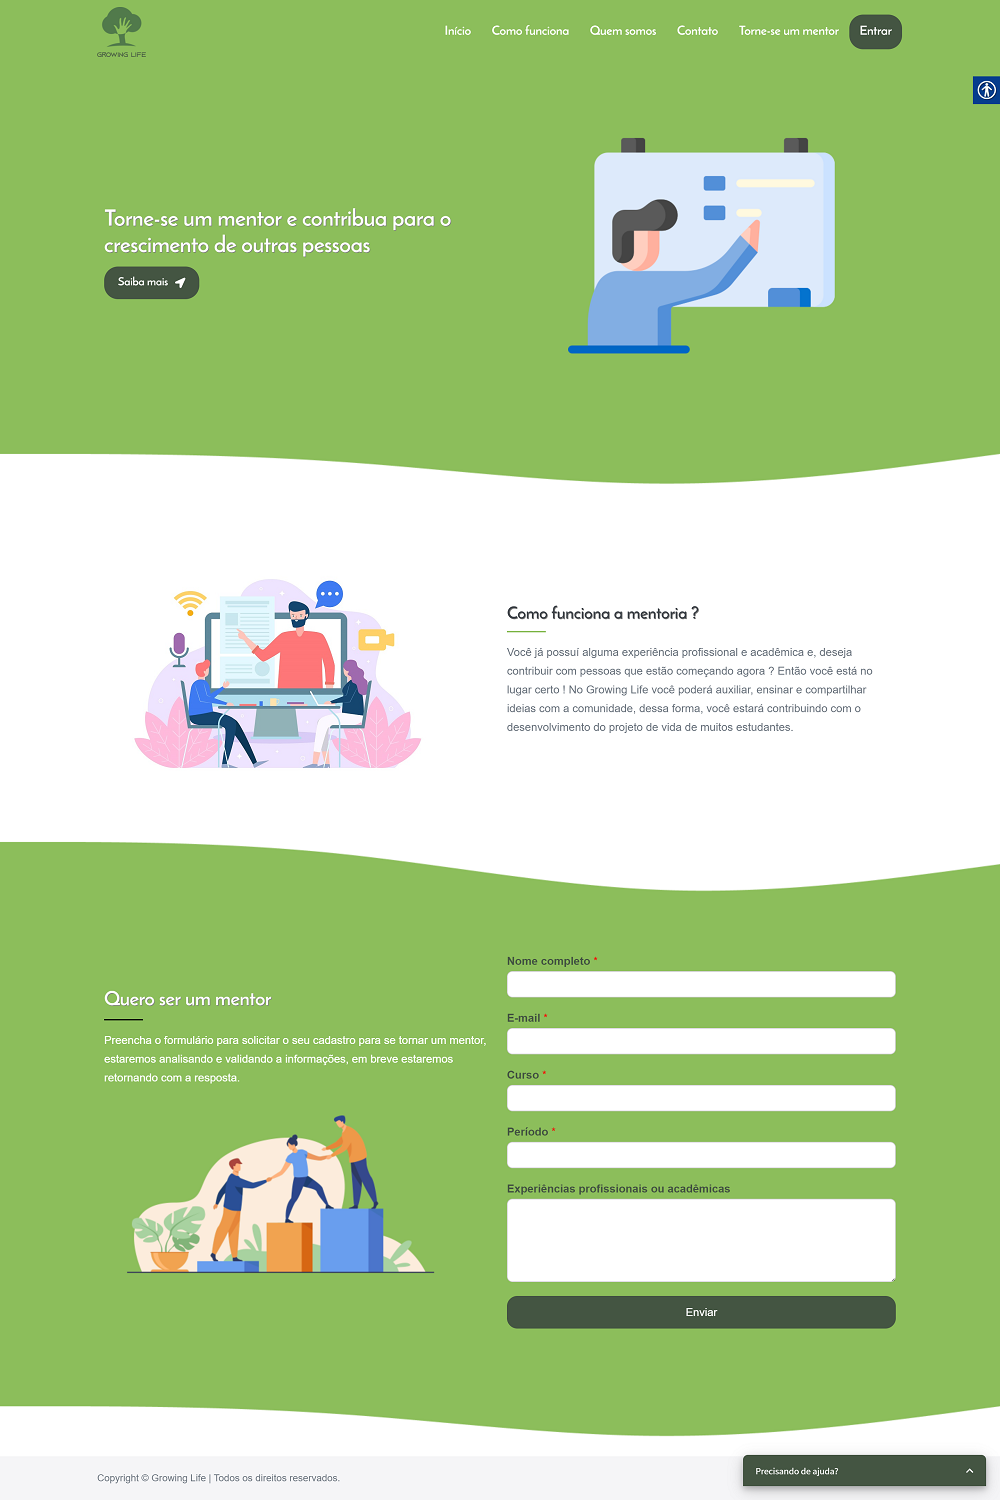 GROWING LIFE
Início Como funciona Quem somos Contato Torne-se um mentor Entrar
Torne-se um mentor e contribua para o
crescimento de outras pessoas
Saiba mais
Como funciona a mentoria ?
Você já possuí alguma experiência profissional e acadêmica e, deseja
contribuir com pessoas que estão começando agora ? Então você está no
lugar certo ! No Growing Life você poderá auxiliar, ensinar e compartilhar
ideias com a comunidade, dessa forma, você estará contribuindo com o
desenvolvimento do projeto de vida de muitos estudantes.
Quero ser um mentor
Preencha o formulário para solicitar o seu cadastro para se tornar um mentor,
estaremos analisando e validando a informações, em breve estaremos
retornando com a resposta.
Nome completo *
E-mail *
Curso *
Período *
Experiências profissionais ou acadêmicas
Enviar
Copyright © Growing Life | Todos os direitos reservados.
Precisando de ajuda?